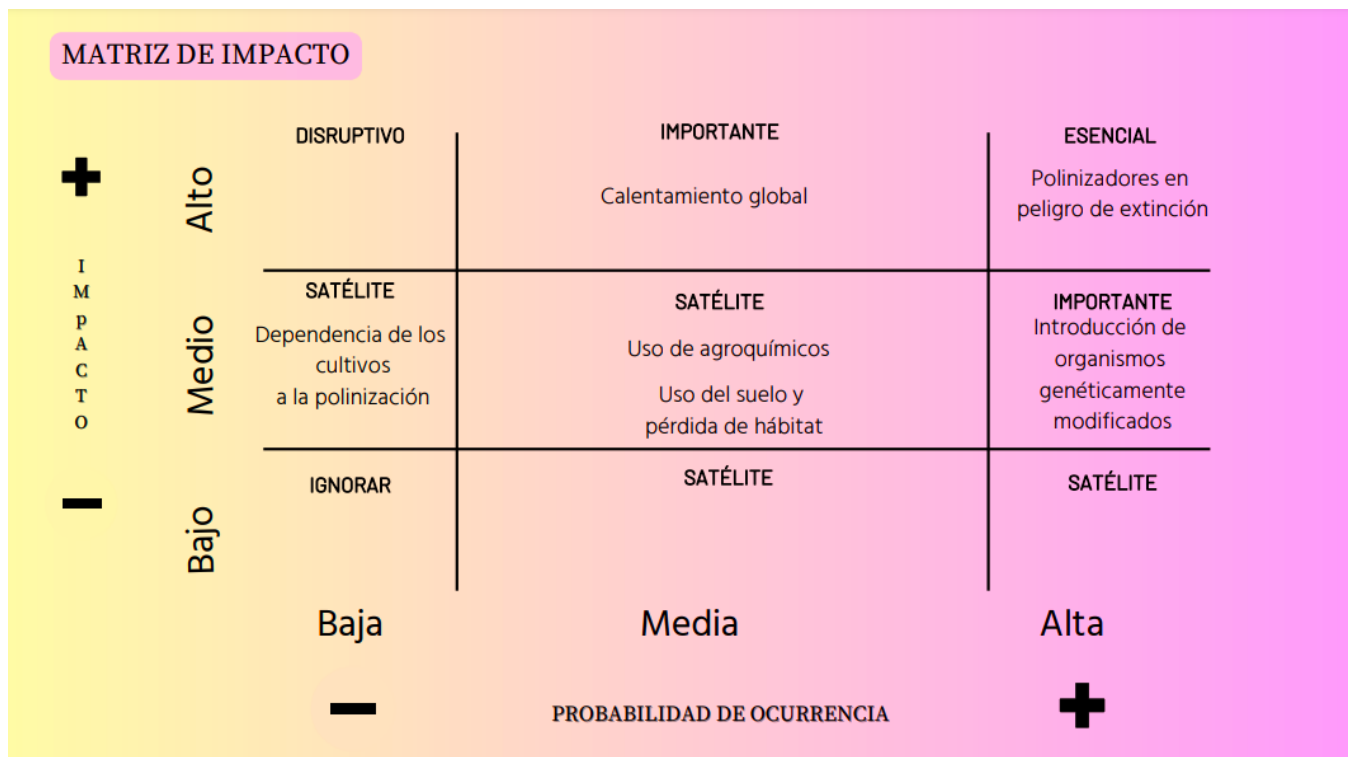 MATRIZ DE IMPACTO
DISRUPTIVO
IMPORTANTE
ESENCIAL
Alto
Calentamiento global
Polinizadores en
peligro de extinción
I
M
p
A
C
T
O
SATÉLITE
SATÉLITE
IMPORTANTE
Medio
Dependencia de los
cultivos
a la polinización
Uso de agroquímicos
Uso del suelo y
pérdida de hábitat
Introducción de
organismos
genéticamente
modificados
IGNORAR
SATÉLITE
SATÉLITE
Bajo
Baja
Media
Alta
PROBABILIDAD DE OCURRENCIA